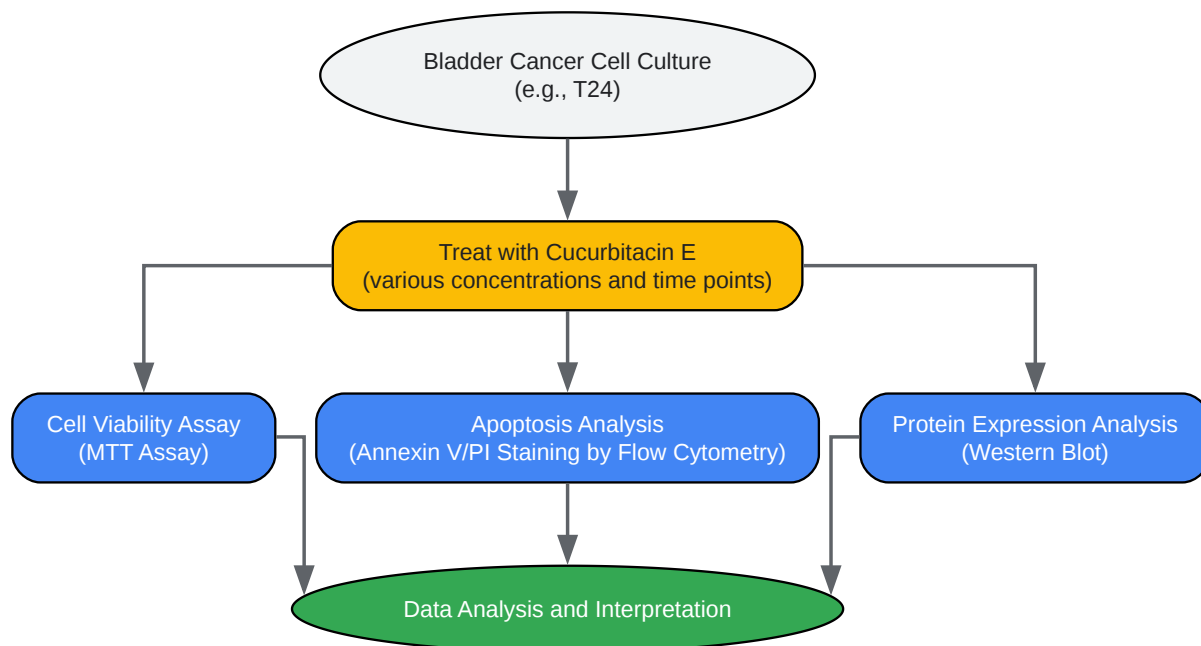 Bladder Cancer Cell Culture
(e.g., T24)
Treat with Cucurbitacin E
(various concentrations and time points)
Cell Viability Assay
(MTT Assay)
Apoptosis Analysis
(Annexin V/PI Staining by Flow Cytometry)
Protein Expression Analysis
(Western Blot)
Data Analysis and Interpretation